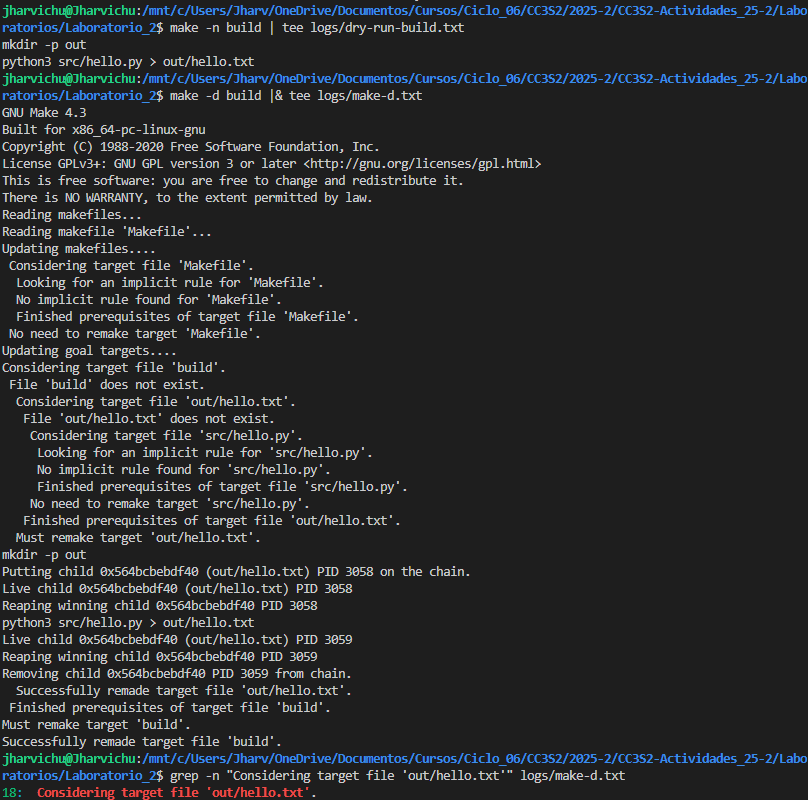 jharvichu@Jharvichu:/mnt/c/Users/Jharv/OneDrive/Documentos/Cursos/Ciclo_06/CC3S2/2025-2/CC3S2-Actividades_25-2/Labo
ratorios/Laboratorio_2$ make -n build | tee logs/dry-run-build.txt
mkdir -p out
python3 src/hello.py > out/hello.txt
jharvichu@Jharvichu:/mnt/c/Users/Jharv/OneDrive/Documentos/Cursos/Ciclo_06/CC3S2/2025-2/CC3S2-Actividades_25-2/Labo
ratorios/Laboratorio_2$ make -d build |& tee logs/make-d.txt
GNU Make 4.3
Built for x86_64-pc-linux-gnu
Copyright (C) 1988-2020 Free Software Foundation, Inc.
License GPLv3+: GNU GPL version 3 or later <http://gnu.org/licenses/gpl.html>
This is free software: you are free to change and redistribute it.
There is NO WARRANTY, to the extent permitted by law.
Reading makefiles...
Reading makefile 'Makefile'...
Updating makefiles....
 Considering target file 'Makefile'.
  Looking for an implicit rule for 'Makefile'.
  No implicit rule found for 'Makefile'.
  Finished prerequisites of target file 'Makefile'.
 No need to remake target 'Makefile'.
Updating goal targets....
Considering target file 'build'.
 File 'build' does not exist.
  Considering target file 'out/hello.txt'.
   File 'out/hello.txt' does not exist.
    Considering target file 'src/hello.py'.
     Looking for an implicit rule for 'src/hello.py'.
     No implicit rule found for 'src/hello.py'.
     Finished prerequisites of target file 'src/hello.py'.
    No need to remake target 'src/hello.py'.
   Finished prerequisites of target file 'out/hello.txt'.
  Must remake target 'out/hello.txt'.
mkdir -p out
Putting child 0x564bcbebdf40 (out/hello.txt) PID 3058 on the chain.
Live child 0x564bcbebdf40 (out/hello.txt) PID 3058
Reaping winning child 0x564bcbebdf40 PID 3058
python3 src/hello.py > out/hello.txt
Live child 0x564bcbebdf40 (out/hello.txt) PID 3059
Reaping winning child 0x564bcbebdf40 PID 3059
Removing child 0x564bcbebdf40 PID 3059 from chain.
  Successfully remade target file 'out/hello.txt'.
 Finished prerequisites of target file 'build'.
Must remake target 'build'.
Successfully remade target file 'build'.
jharvichu@Jharvichu:/mnt/c/Users/Jharv/OneDrive/Documentos/Cursos/Ciclo_06/CC3S2/2025-2/CC3S2-Actividades_25-2/Labo
ratorios/Laboratorio_2$ grep -n "Considering target file 'out/hello.txt'" logs/make-d.txt
18:  Considering target file 'out/hello.txt'.